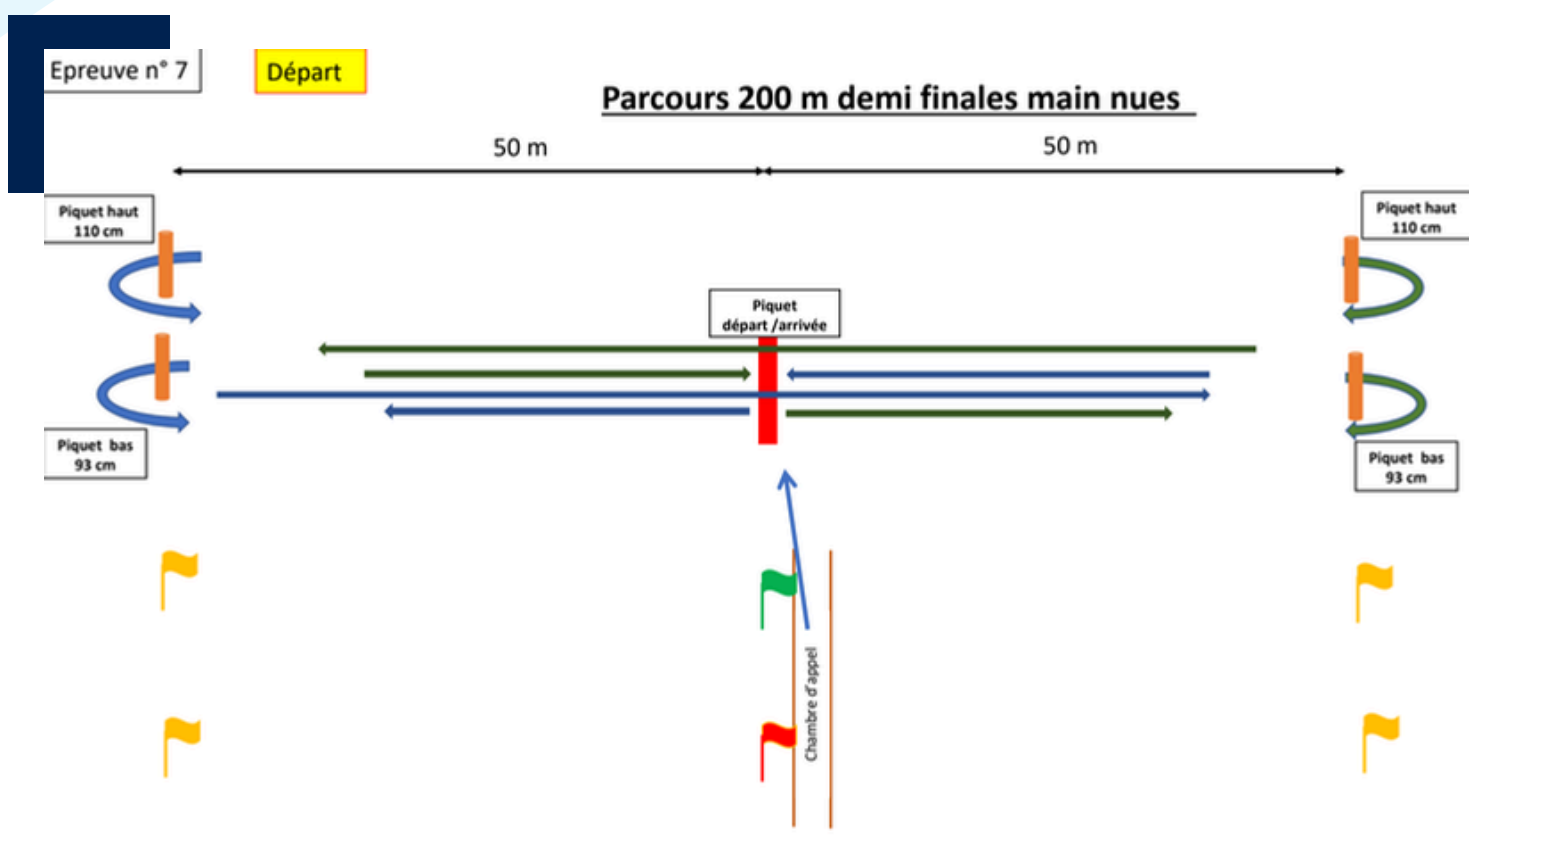 Epreuve n° 7
Départ
Parcours 200 m demi finales main nues
50 m
50 m
Piquet haut
110 cm
Piquet haut
110 cm
Piquet
départ /arrivée
Piquet bas
93 cm
Piquet bas
93 cm
Chambre d'appel